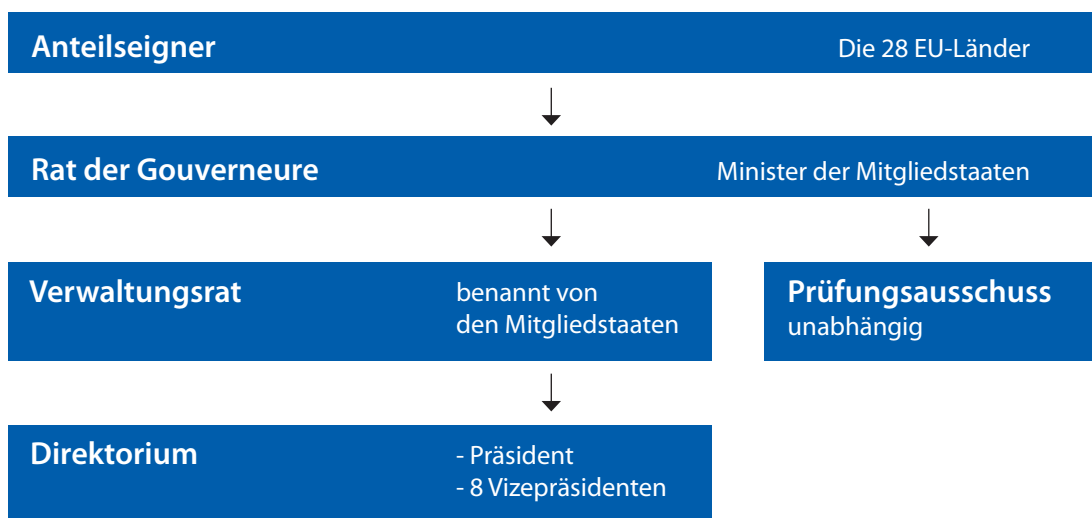 Anteilseigner Die 28 EU-Länder
Rat der Gouverneure Minister der Mitgliedstaaten
Verwaltungsrat
benannt von
den Mitgliedstaaten
Prüfungsausschuss
unabhängig
Direktorium
- Präsident
- 8 Vizepräsidenten